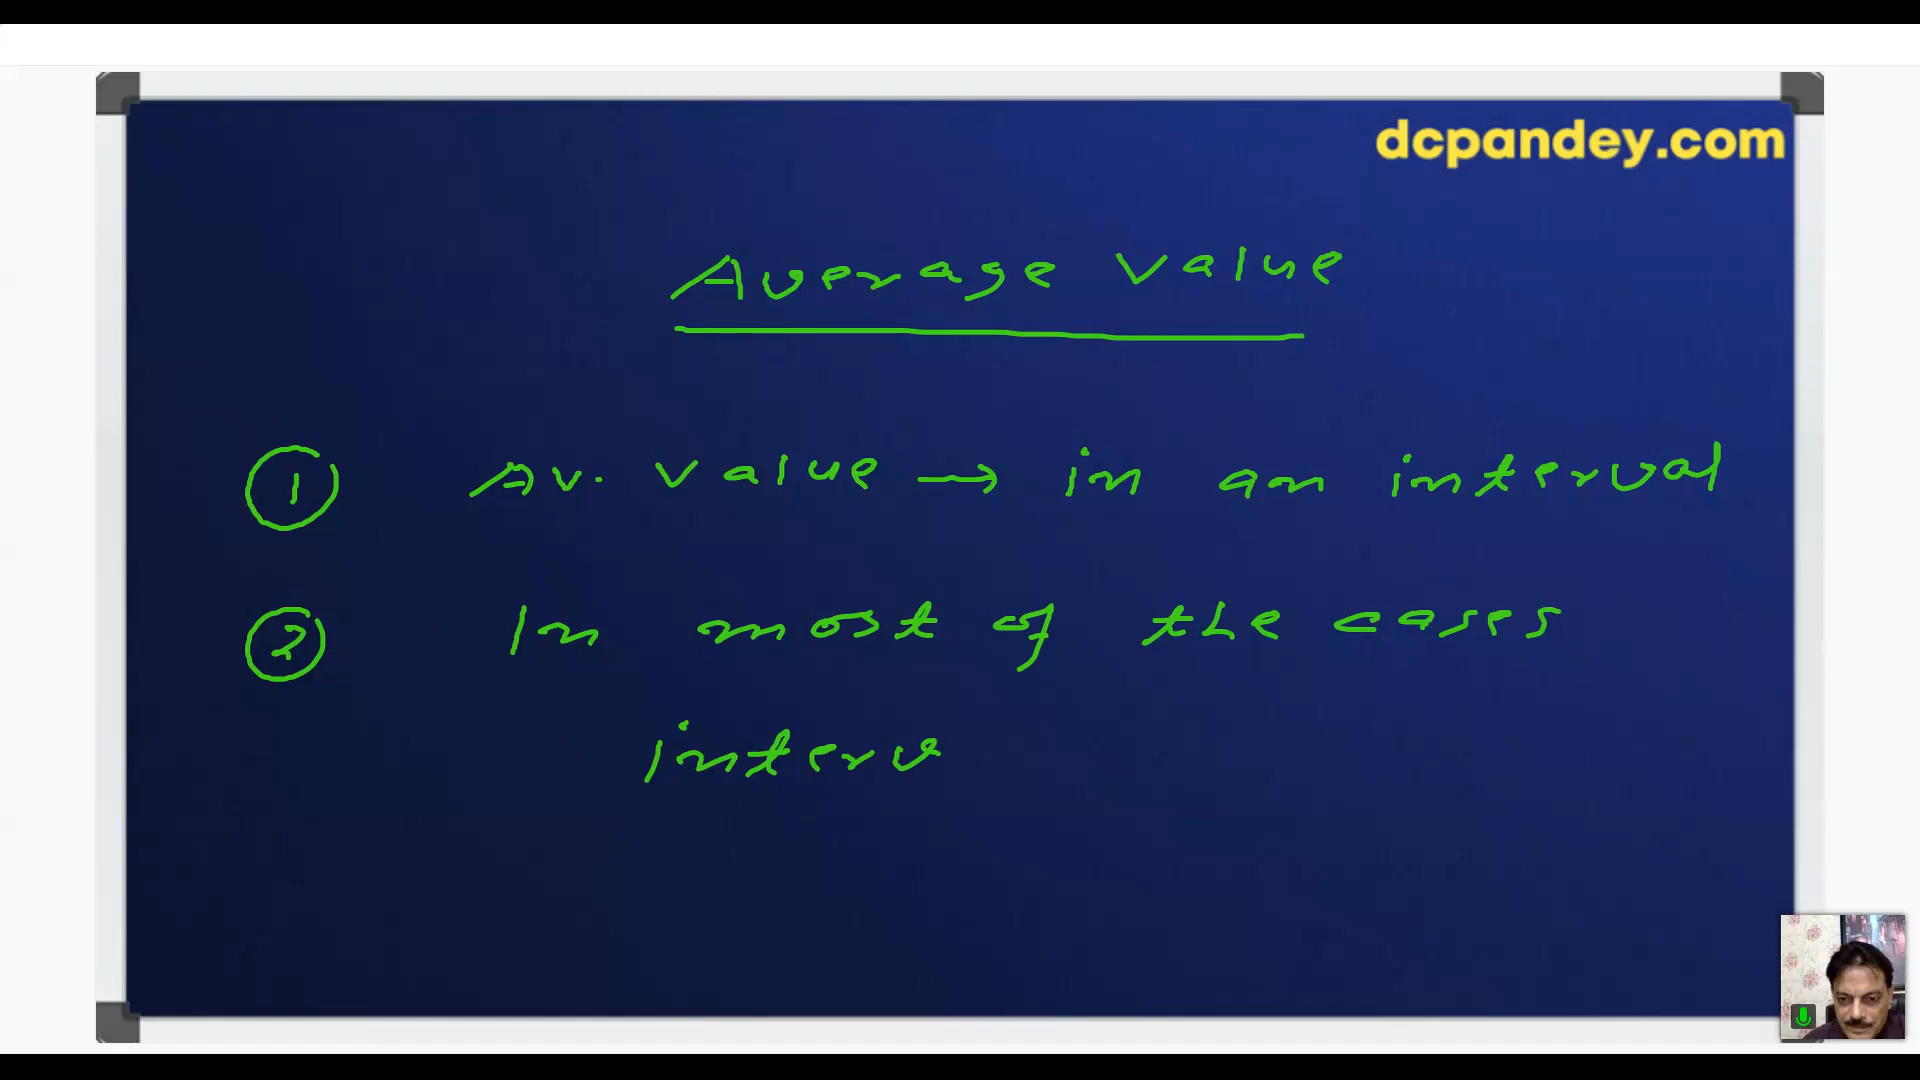 dcpandey.com
Average Value
1 Av. Value → in an interval
2 In most of the cases
interv